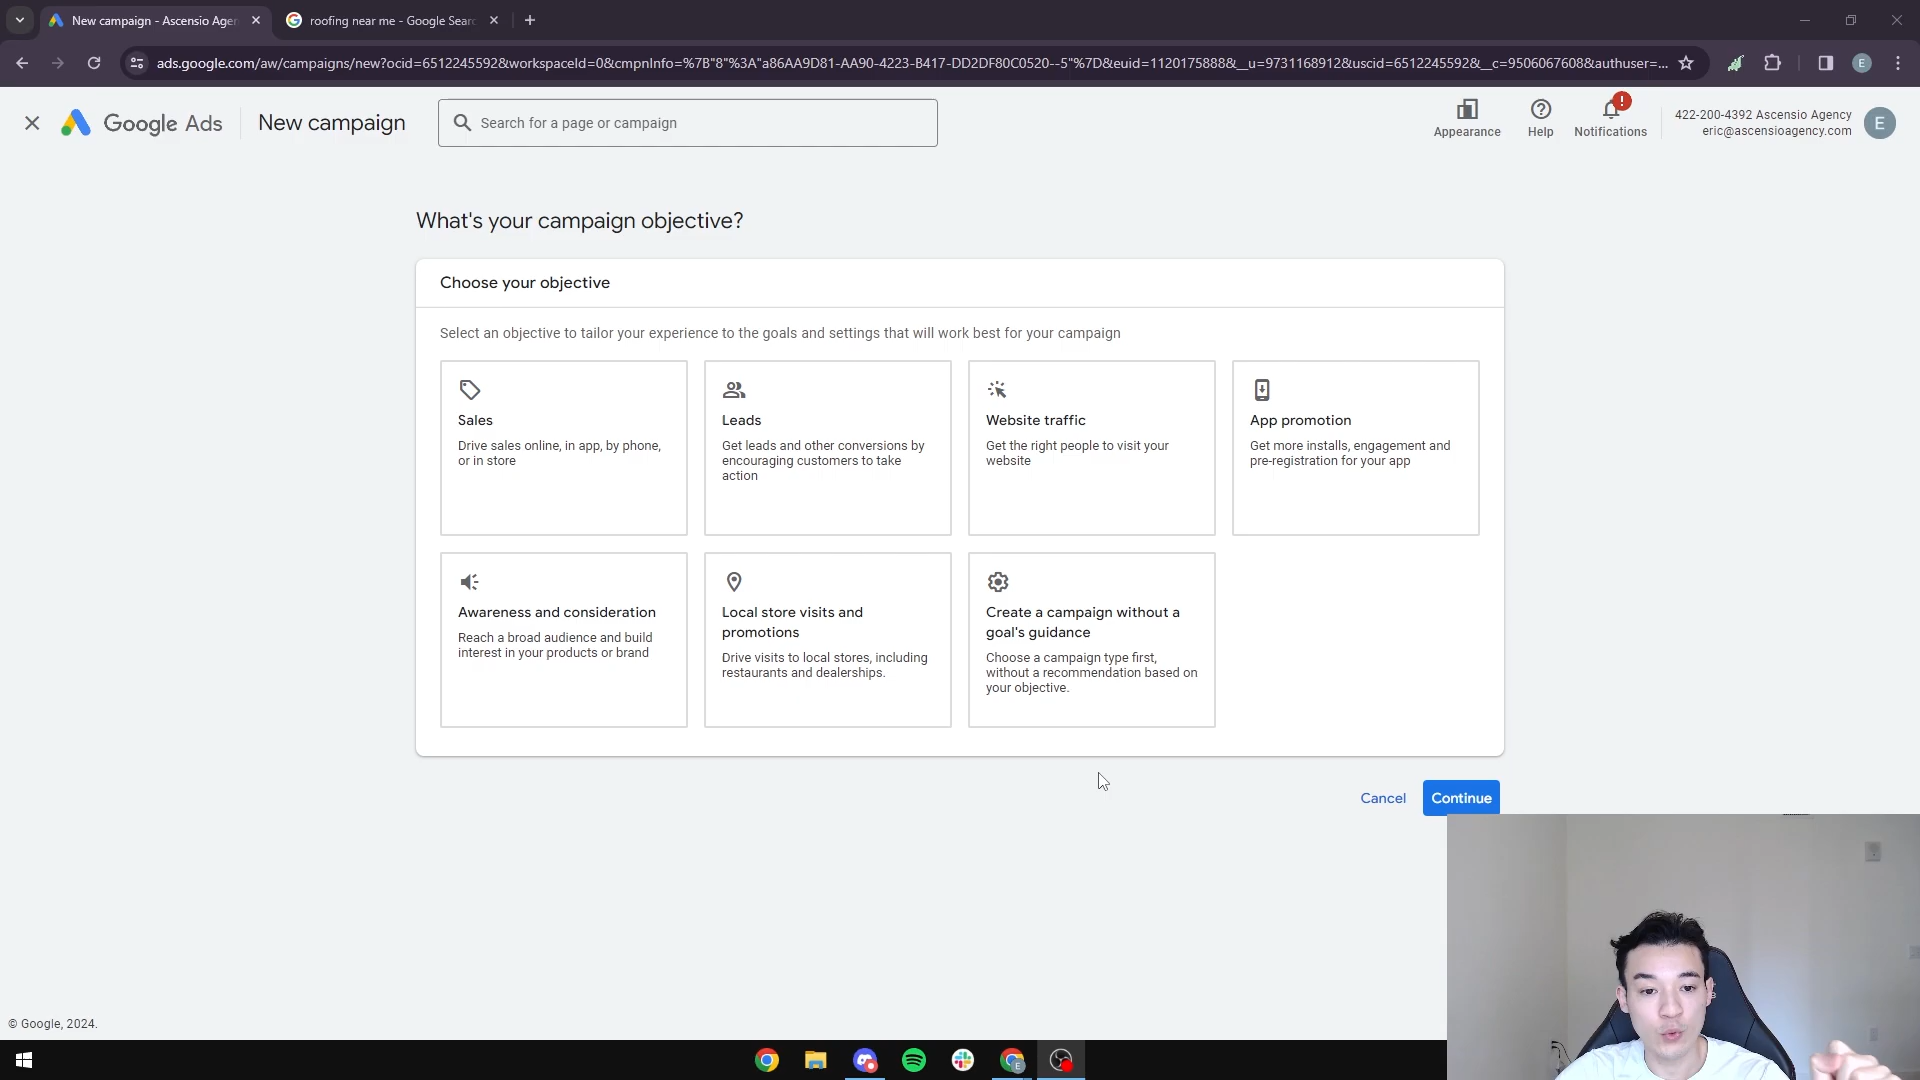 New campaign - Ascensio Agen
roofing near me - Google Sear
ads.google.com/aw/campaigns/new?ocid=6512245592&workspaceId=0&cmpnInfo=%7B"8"%3A"a86AA9D81-AA90-4223-B417-DD2DF80C0520--5"%7D&euid=1120175888&__u=9731168912&uscid=6512245592&__c=9506067608&authuser=...
E
Google Ads
New campaign
Search for a page or campaign
Appearance
Help
!
Notifications
422-200-4392 Ascensio Agency
eric@ascensioagency.com
E
What's your campaign objective?
Choose your objective
Select an objective to tailor your experience to the goals and settings that will work best for your campaign
Sales
Drive sales online, in app, by phone,
or in store
Leads
Get leads and other conversions by
encouraging customers to take
action
Website traffic
Get the right people to visit your
website
App promotion
Get more installs, engagement and
pre-registration for your app
Awareness and consideration
Reach a broad audience and build
interest in your products or brand
Local store visits and
promotions
Drive visits to local stores, including
restaurants and dealerships.
Create a campaign without a
goal's guidance
Choose a campaign type first,
without a recommendation based on
your objective.
Cancel
Continue
© Google, 2024.
E